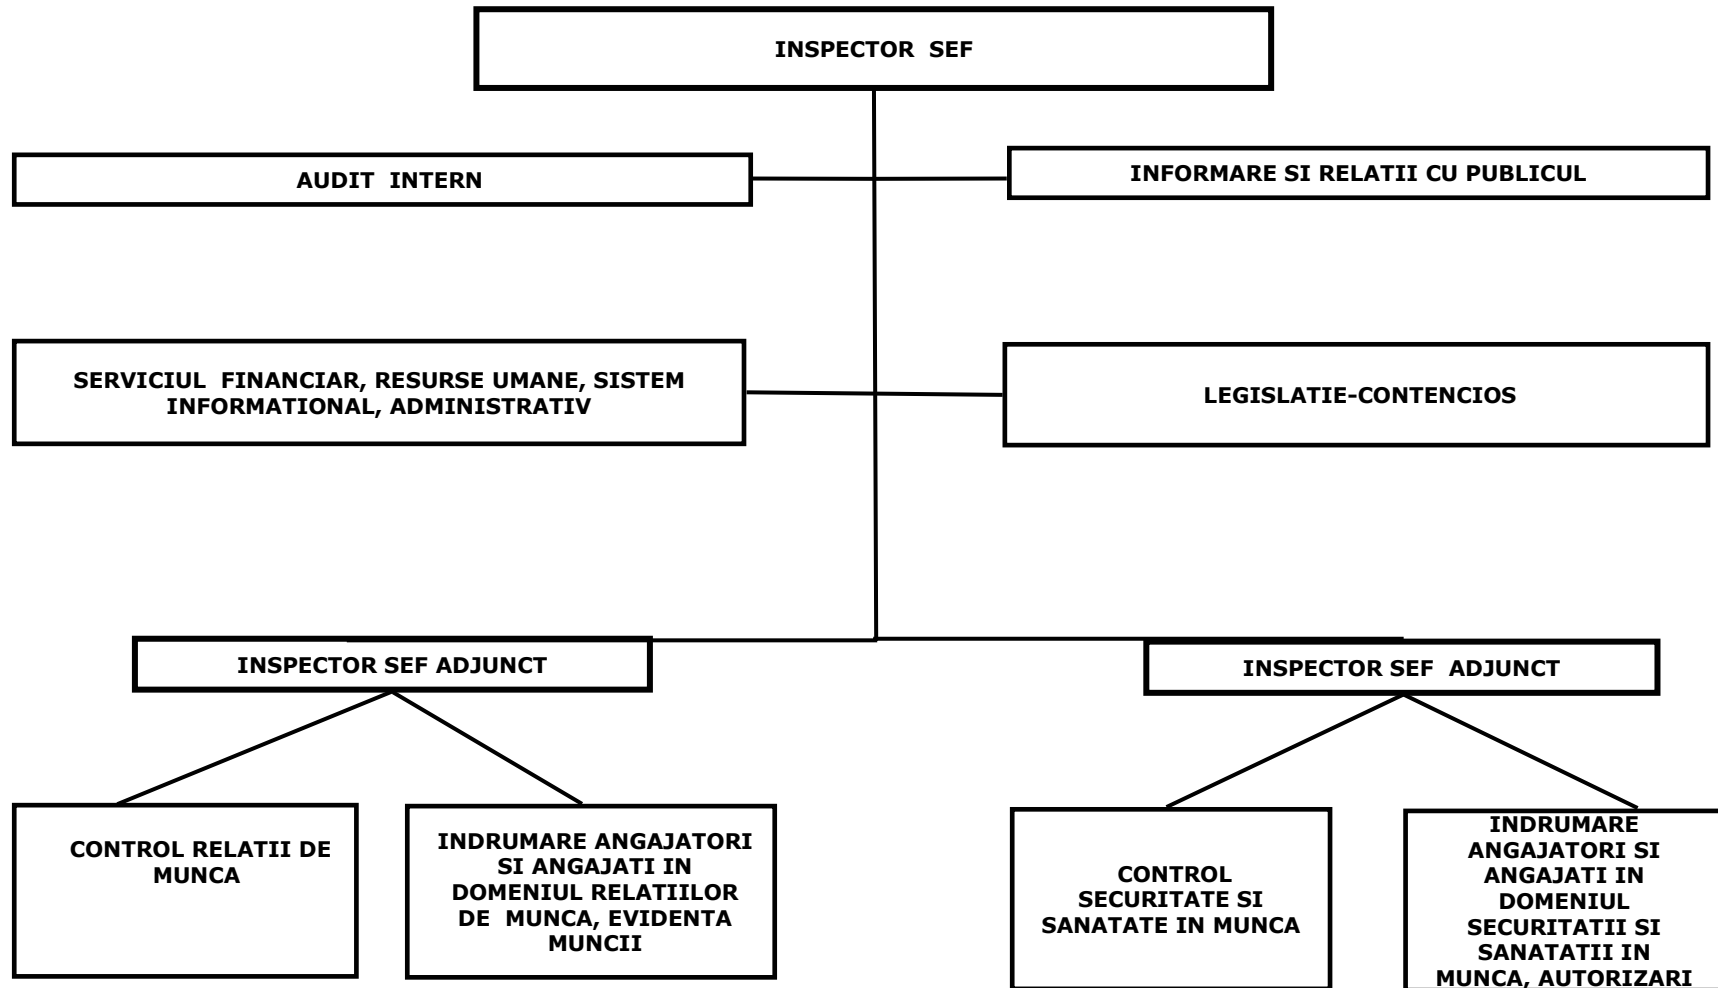 INSPECTOR SEF
AUDIT INTERN
INFORMARE SI RELATII CU PUBLICUL
SERVICIUL FINANCIAR, RESURSE UMANE, SISTEM
INFORMATIONAL, ADMINISTRATIV
LEGISLATIE-CONTENCIOS
INSPECTOR SEF ADJUNCT
INSPECTOR SEF ADJUNCT
CONTROL RELATII DE
MUNCA
INDRUMARE ANGAJATORI
SI ANGAJATI IN
DOMENIUL RELATIILOR
DE MUNCA, EVIDENTA
MUNCII
CONTROL
SECURITATE SI
SANATATE IN MUNCA
INDRUMARE
ANGAJATORI SI
ANGAJATI IN
DOMENIUL
SECURITATII SI
SANATATII IN
MUNCA, AUTORIZARI